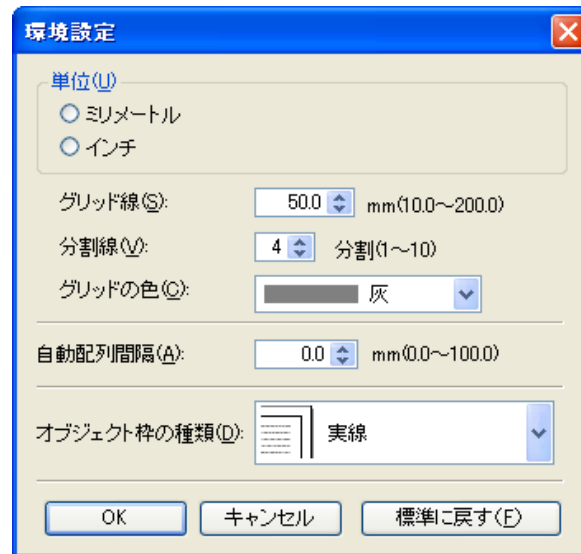 環境設定
単位(U)
ミリメートル
インチ
グリッド線(S): 50.0 mm(10.0～200.0)
分割線(V): 4 分割(1～10)
グリッドの色(C): 灰
自動配列間隔(A): 0.0 mm(0.0～100.0)
オブジェクト枠の種類(D): 実線
OK キャンセル 標準に戻す(F)